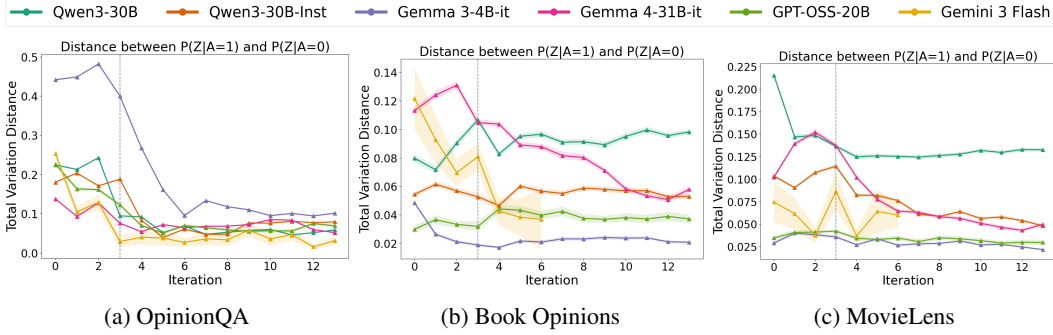 Qwen3-30B Qwen3-30B-Inst Gemma 3-4B-it Gemma 4-31B-it GPT-OSS-20B Gemini 3 Flash
Distance between P(Z|A=1) and P(Z|A=0)
Total Variation Distance
0.5
0.4
0.3
0.2
0.1
0.0
0 2 4 6 8 10 12
Iteration
(a) OpinionQA
Distance between P(Z|A=1) and P(Z|A=0)
Total Variation Distance
0.14
0.12
0.10
0.08
0.06
0.04
0.02
0 2 4 6 8 10 12
Iteration
(b) Book Opinions
Distance between P(Z|A=1) and P(Z|A=0)
Total Variation Distance
0.225
0.200
0.175
0.150
0.125
0.100
0.075
0.050
0.025
0 2 4 6 8 10 12
Iteration
(c) MovieLens